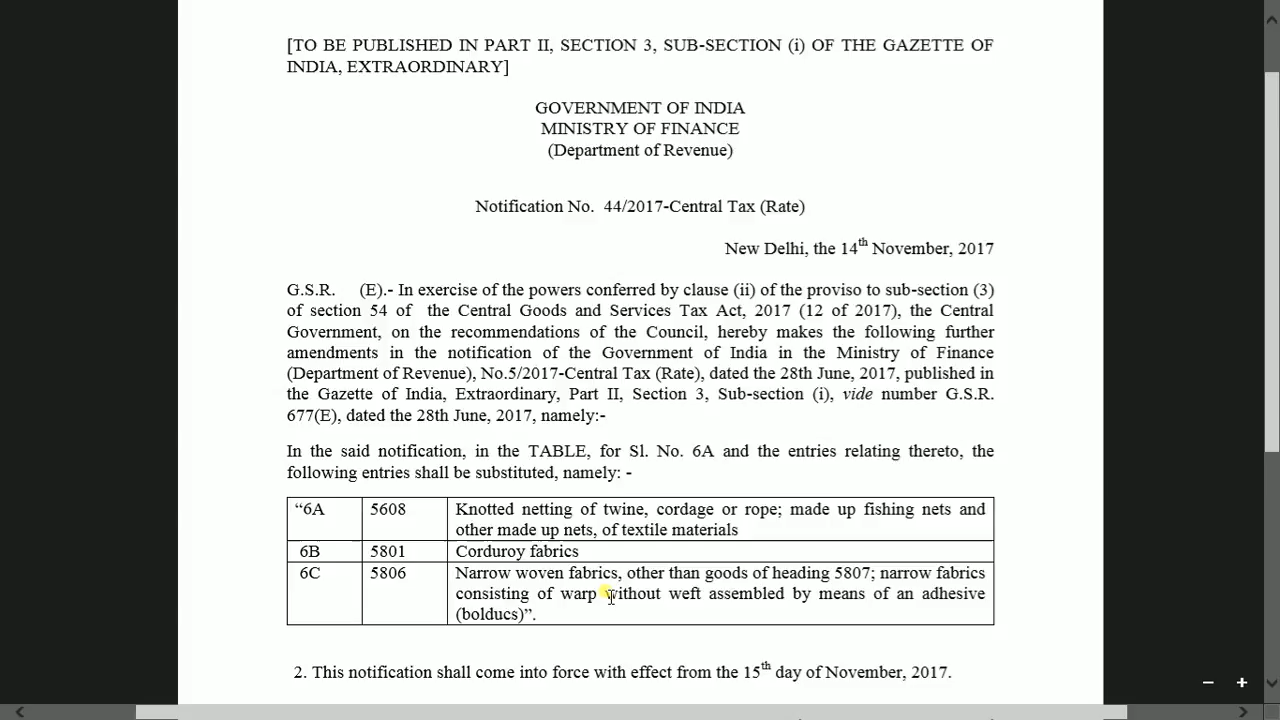 [TO BE PUBLISHED IN PART II, SECTION 3, SUB-SECTION (i) OF THE GAZETTE OF
INDIA, EXTRAORDINARY]
GOVERNMENT OF INDIA
MINISTRY OF FINANCE
(Department of Revenue)
Notification No. 44/2017-Central Tax (Rate)
New Delhi, the 14th November, 2017
G.S.R. (E).- In exercise of the powers conferred by clause (ii) of the proviso to sub-section (3)
of section 54 of the Central Goods and Services Tax Act, 2017 (12 of 2017), the Central
Government, on the recommendations of the Council, hereby makes the following further
amendments in the notification of the Government of India in the Ministry of Finance
(Department of Revenue), No.5/2017-Central Tax (Rate), dated the 28th June, 2017, published in
the Gazette of India, Extraordinary, Part II, Section 3, Sub-section (i), vide number G.S.R.
677(E), dated the 28th June, 2017, namely:-
In the said notification, in the TABLE, for Sl. No. 6A and the entries relating thereto, the
following entries shall be substituted, namely: -
“6A 5608 Knotted netting of twine, cordage or rope; made up fishing nets and
other made up nets, of textile materials
6B 5801 Corduroy fabrics
6C 5806 Narrow woven fabrics, other than goods of heading 5807; narrow fabrics
consisting of warp without weft assembled by means of an adhesive
(bolducs)”.
2. This notification shall come into force with effect from the 15th day of November, 2017.